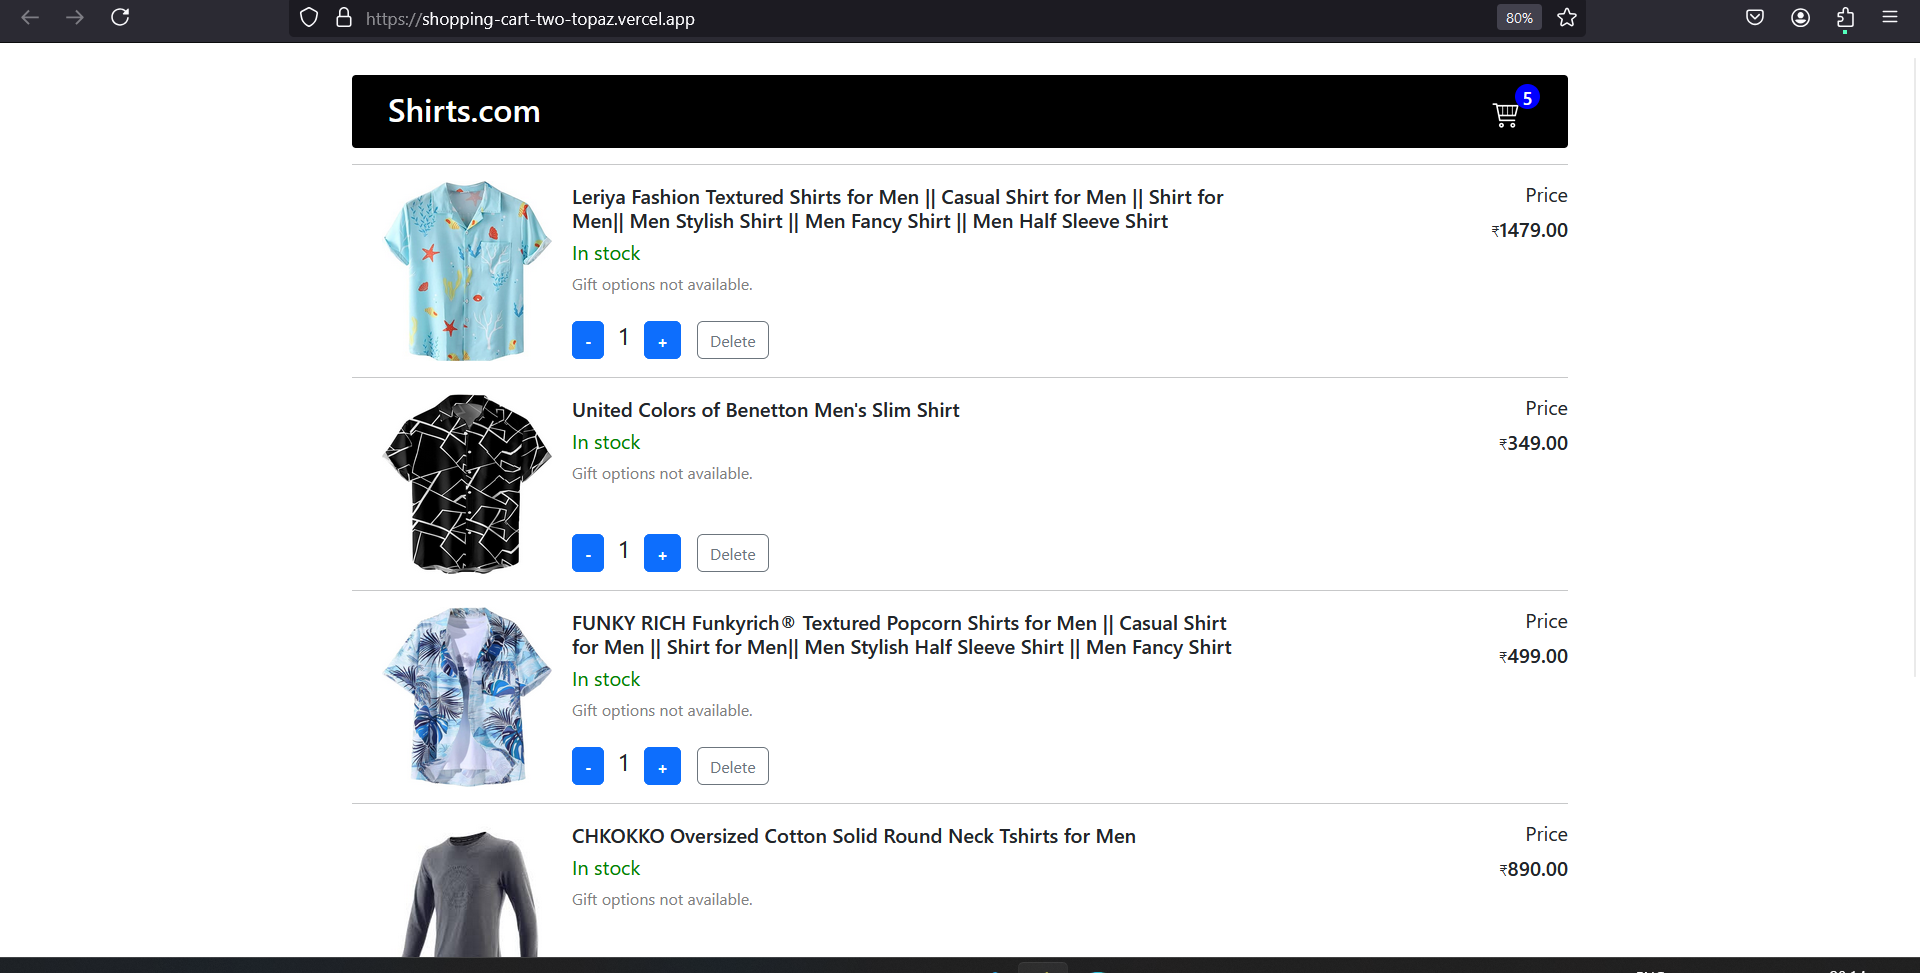 https://shopping-cart-two-topaz.vercel.app
80%
Shirts.com
5
Leriya Fashion Textured Shirts for Men || Casual Shirt for Men || Shirt for
Men|| Men Stylish Shirt || Men Fancy Shirt || Men Half Sleeve Shirt
Price
₹1479.00
In stock
Gift options not available.
- 1 + Delete
United Colors of Benetton Men's Slim Shirt
Price
₹349.00
In stock
Gift options not available.
- 1 + Delete
FUNKY RICH Funkyrich® Textured Popcorn Shirts for Men || Casual Shirt
for Men || Shirt for Men|| Men Stylish Half Sleeve Shirt || Men Fancy Shirt
Price
₹499.00
In stock
Gift options not available.
- 1 + Delete
CHKOKKO Oversized Cotton Solid Round Neck Tshirts for Men
Price
₹890.00
In stock
Gift options not available.